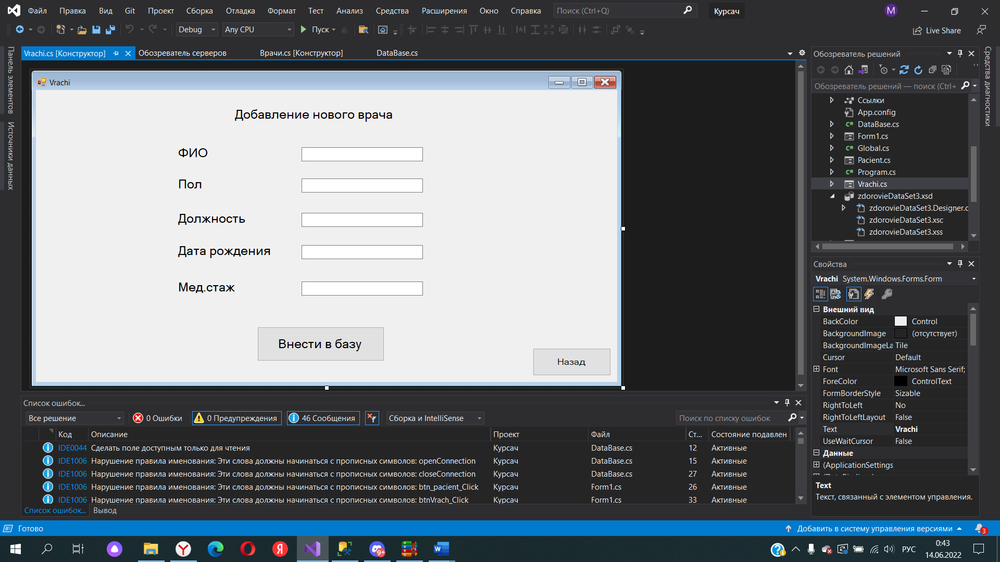 Файл Правка Вид Git Проект Сборка Отладка Формат Тест Анализ Средства Расширения Окно Справка Поиск (Ctrl+Q) Курсач M
Debug Any CPU Пуск Live Share
Vrachi.cs [Конструктор] Обозреватель серверов Врачи.cs [Конструктор] DataBase.cs
Панель элементов
Источники данных
Vrachi
Добавление нового врача
ФИО
Пол
Должность
Дата рождения
Мед.стаж
Внести в базу
Назад
Обозреватель решений
Обозреватель решений — поиск (Ctrl+
Ссылки
App.config
DataBase.cs
Form1.cs
Global.cs
Pacient.cs
Program.cs
Vrachi.cs
zdorovieDataSet3.xsd
zdorovieDataSet3.Designer.c
zdorovieDataSet3.xsc
zdorovieDataSet3.xss
Средства диагностики
Свойства
Vrachi System.Windows.Forms.Form
Внешний вид
BackColor Control
BackgroundImage (отсутствует)
BackgroundImageLa Tile
Cursor Default
Font Microsoft Sans Serif;
ForeColor ControlText
FormBorderStyle Sizable
RightToLeft No
RightToLeftLayout False
Text Vrachi
UseWaitCursor False
Данные
(ApplicationSettings
Text
Текст, связанный с элементом управления.
Список ошибок...
Все решение 0 Ошибки 0 Предупреждения 46 Сообщения Сборка и IntelliSense Поиск по списку ошибок
Код Описание Проект Файл Ст... Состояние подавлен
IDE0044 Сделать поле доступным только для чтения Курсач DataBase.cs 12 Активные
IDE1006 Нарушение правила именования: Эти слова должны начинаться с прописных символов: openConnection Курсач DataBase.cs 15 Активные
IDE1006 Нарушение правила именования: Эти слова должны начинаться с прописных символов: closeConnection Курсач DataBase.cs 27 Активные
IDE1006 Нарушение правила именования: Эти слова должны начинаться с прописных символов: btn_pacient_Click Курсач Form1.cs 26 Активные
IDE1006 Нарушение правила именования: Эти слова должны начинаться с прописных символов: btnVrach_Click Курсач Form1.cs 33 Активные
Список ошибок... Вывод
Готово Добавить в систему управления версиями 3
9+ РУС 0:43
14.06.2022